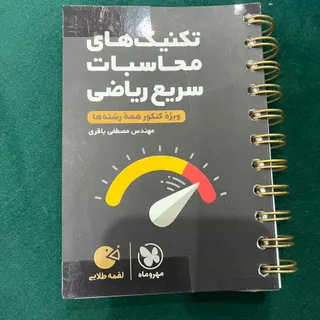 تکنیک‌های
محاسبات
سریع ریاضی
ویژهٔ کنکور همهٔ رشته‌ها
مهندس مصطفی باقری
لقمه طلایی
مهروماه